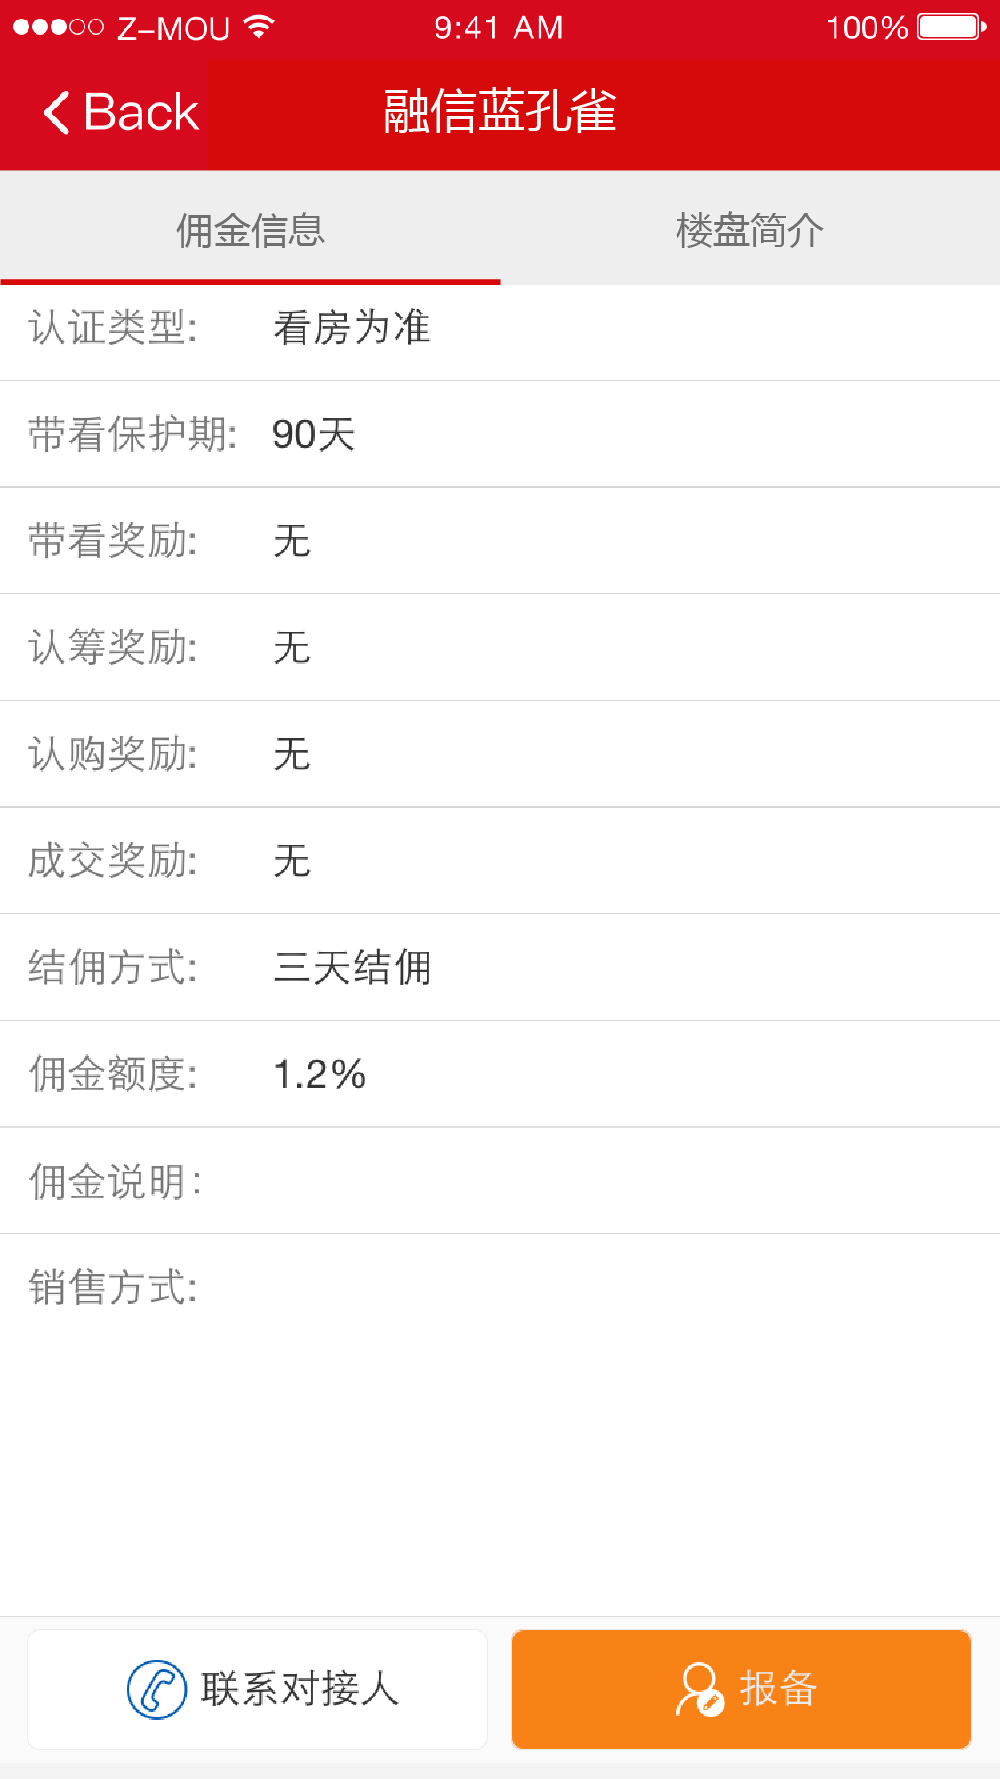 Z-MOU 9:41 AM 100%
Back 融信蓝孔雀
佣金信息 楼盘简介
认证类型: 看房为准
带看保护期: 90天
带看奖励: 无
认筹奖励: 无
认购奖励: 无
成交奖励: 无
结佣方式: 三天结佣
佣金额度: 1.2%
佣金说明:
销售方式:
联系对接人 报备